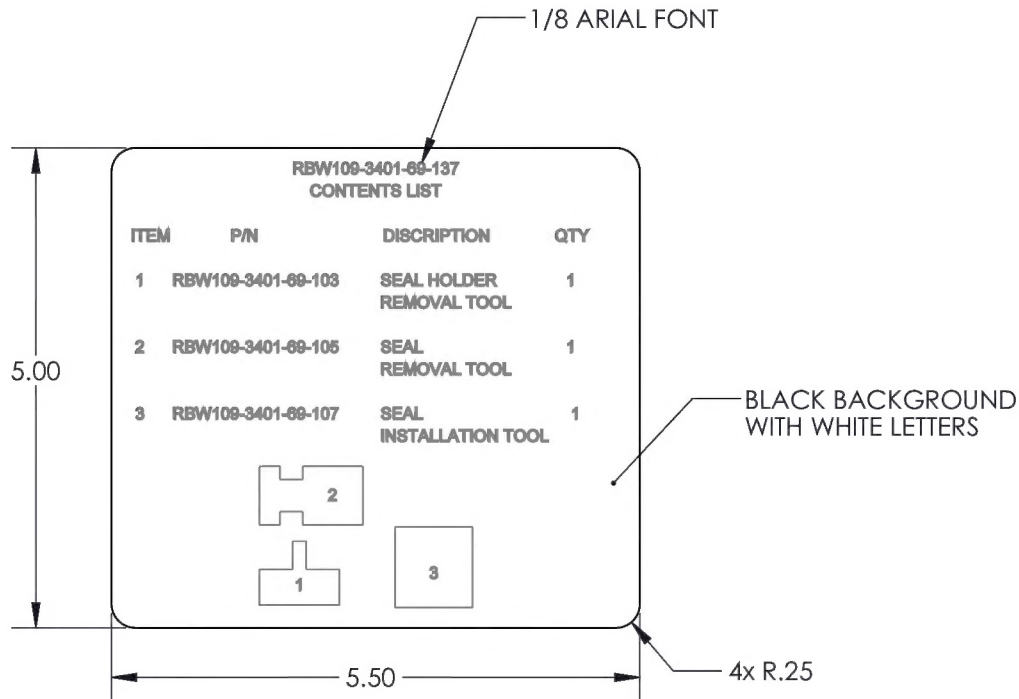 1/8 ARIAL FONT
RBW109-3401-69-137
CONTENTS LIST
ITEM P/N DISCRIPTION QTY
1 RBW109-3401-69-103 SEAL HOLDER 1
REMOVAL TOOL
2 RBW109-3401-69-105 SEAL 1
REMOVAL TOOL
3 RBW109-3401-69-107 SEAL 1
INSTALLATION TOOL
5.00
BLACK BACKGROUND
WITH WHITE LETTERS
2
1
3
5.50
4x R.25